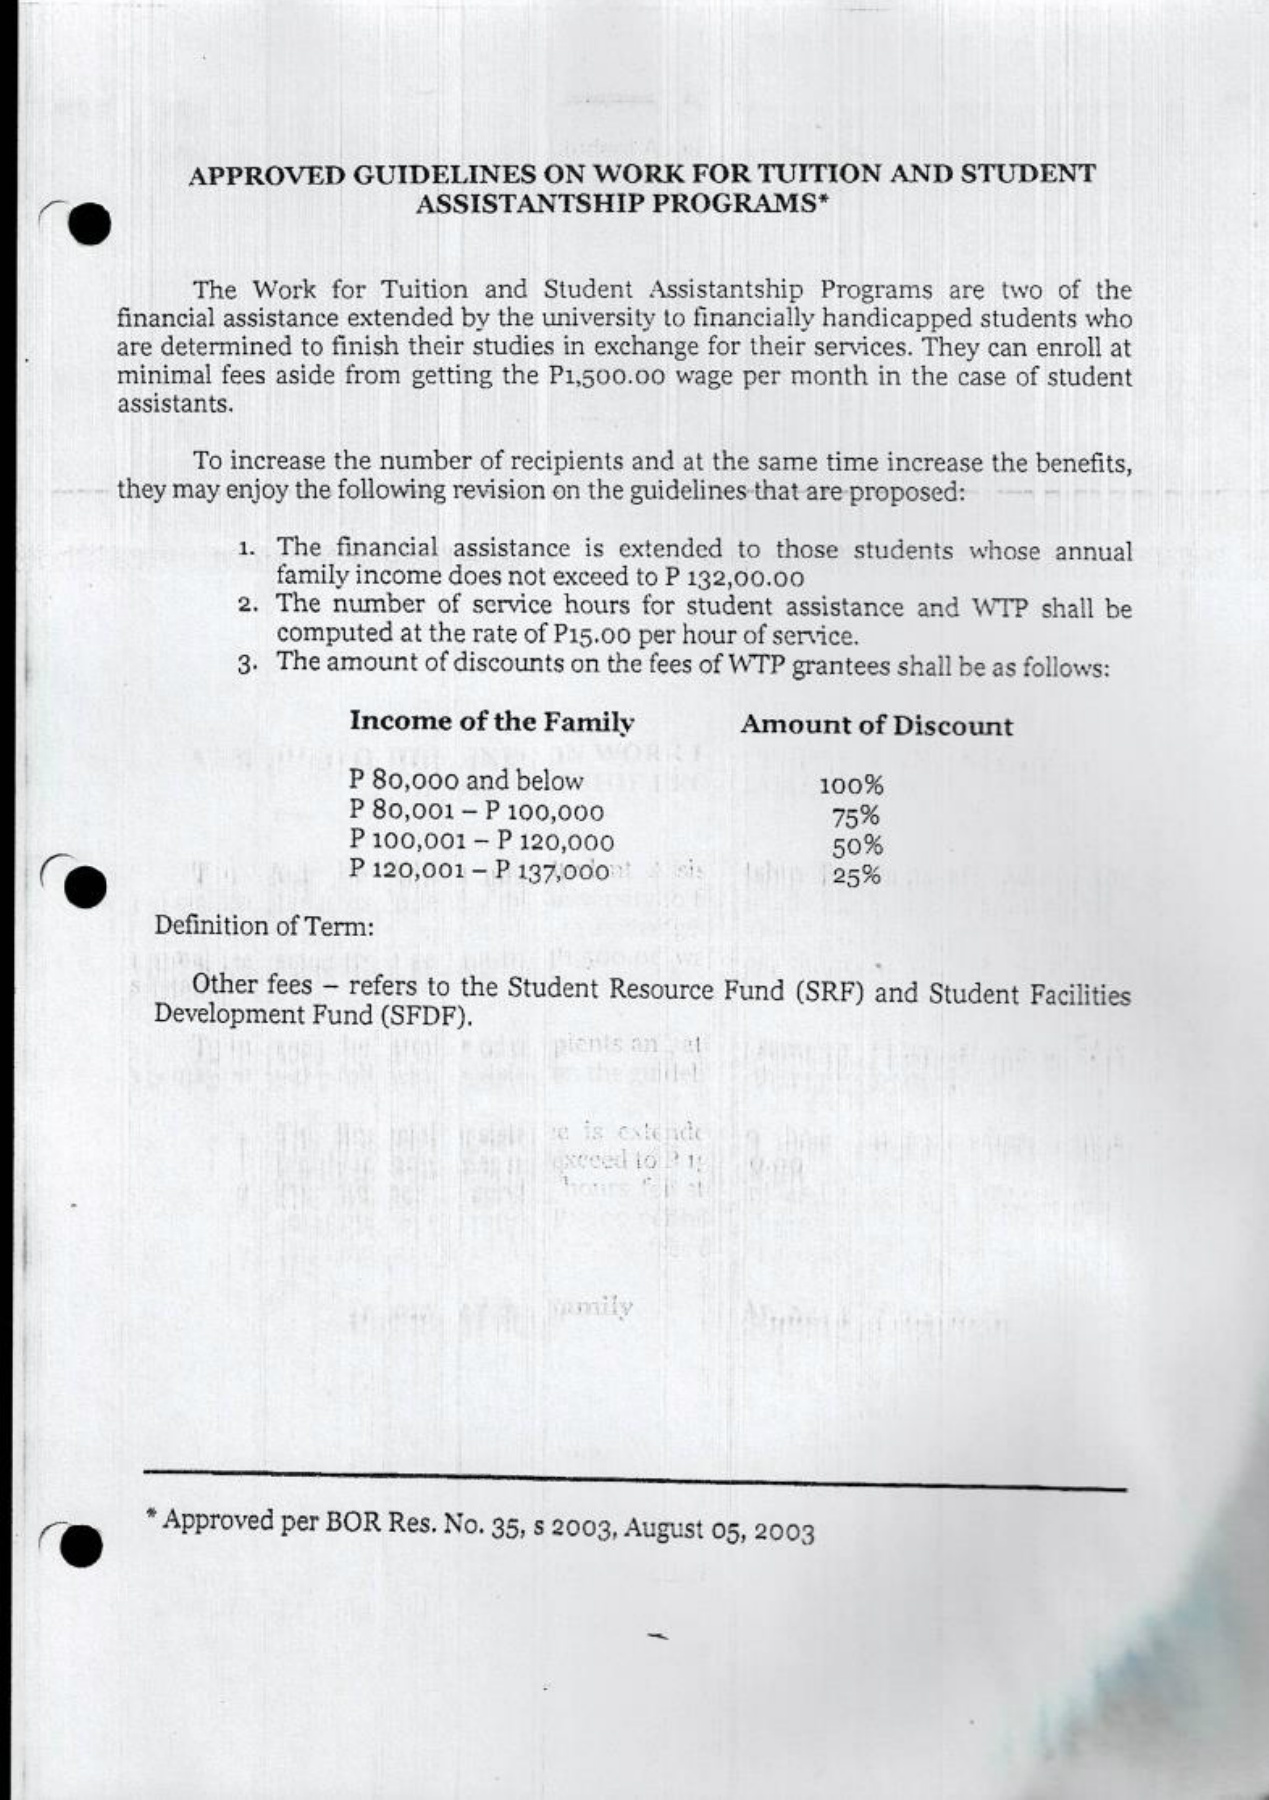 APPROVED GUIDELINES ON WORK FOR TUITION AND STUDENT
ASSISTANTSHIP PROGRAMS*
The Work for Tuition and Student Assistantship Programs are two of the
financial assistance extended by the university to financially handicapped students who
are determined to finish their studies in exchange for their services. They can enroll at
minimal fees aside from getting the P1,500.00 wage per month in the case of student
assistants.
To increase the number of recipients and at the same time increase the benefits,
they may enjoy the following revision on the guidelines that are proposed:
1. The financial assistance is extended to those students whose annual
family income does not exceed to P 132,00.00
2. The number of service hours for student assistance and WTP shall be
computed at the rate of P15.00 per hour of service.
3. The amount of discounts on the fees of WTP grantees shall be as follows:
Income of the Family Amount of Discount
P 80,000 and below 100%
P 80,001 – P 100,000 75%
P 100,001 – P 120,000 50%
P 120,001 – P 137,000 25%
Definition of Term:
Other fees – refers to the Student Resource Fund (SRF) and Student Facilities
Development Fund (SFDF).
* Approved per BOR Res. No. 35, s 2003, August 05, 2003